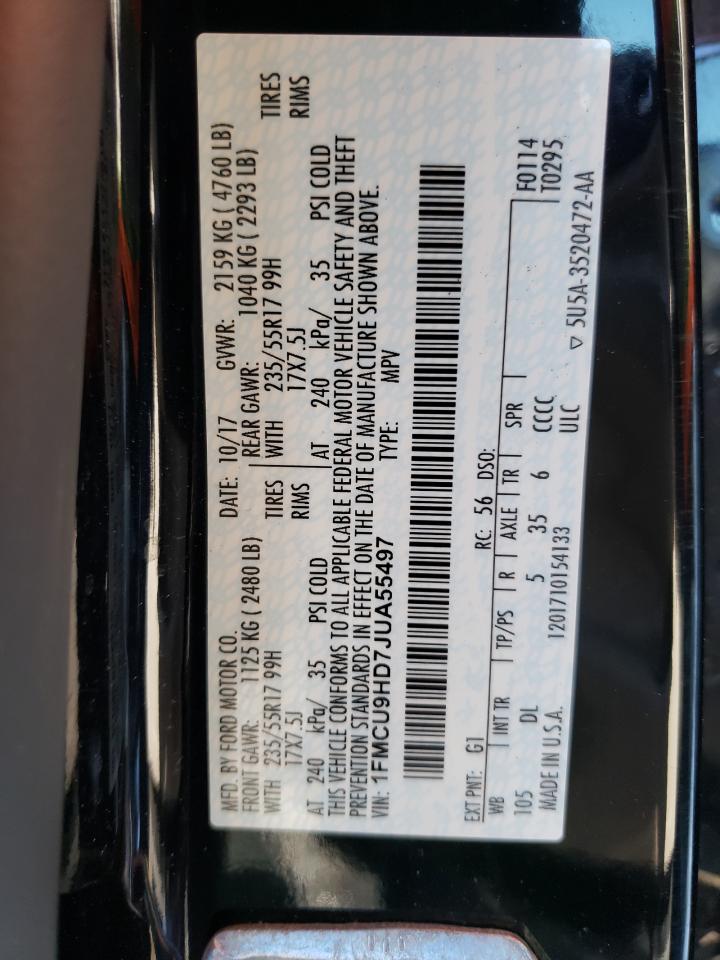 MFD. BY FORD MOTOR CO. DATE: 10/17 GVWR: 2159 KG ( 4760 LB)
FRONT GAWR: 1125 KG ( 2480 LB) REAR GAWR: 1040 KG ( 2293 LB)
WITH 235/55R17 99H TIRES WITH 235/55R17 99H TIRES
17X7.5J RIMS 17X7.5J RIMS
AT 240 kPa/ 35 PSI COLD AT 240 kPa/ 35 PSI COLD
THIS VEHICLE CONFORMS TO ALL APPLICABLE FEDERAL MOTOR VEHICLE SAFETY AND THEFT
PREVENTION STANDARDS IN EFFECT ON THE DATE OF MANUFACTURE SHOWN ABOVE.
VIN: 1FMCU9HD7JUA55497 TYPE: MPV
EXT PNT: G1 RC: 56 DSO:
WB INT TR TP/PS R AXLE TR SPR F0114
105 DL 5 35 6 CCCC T0295
MADE IN U.S.A. 1201710154133 ULC ▽ 5U5A-3520472-AA